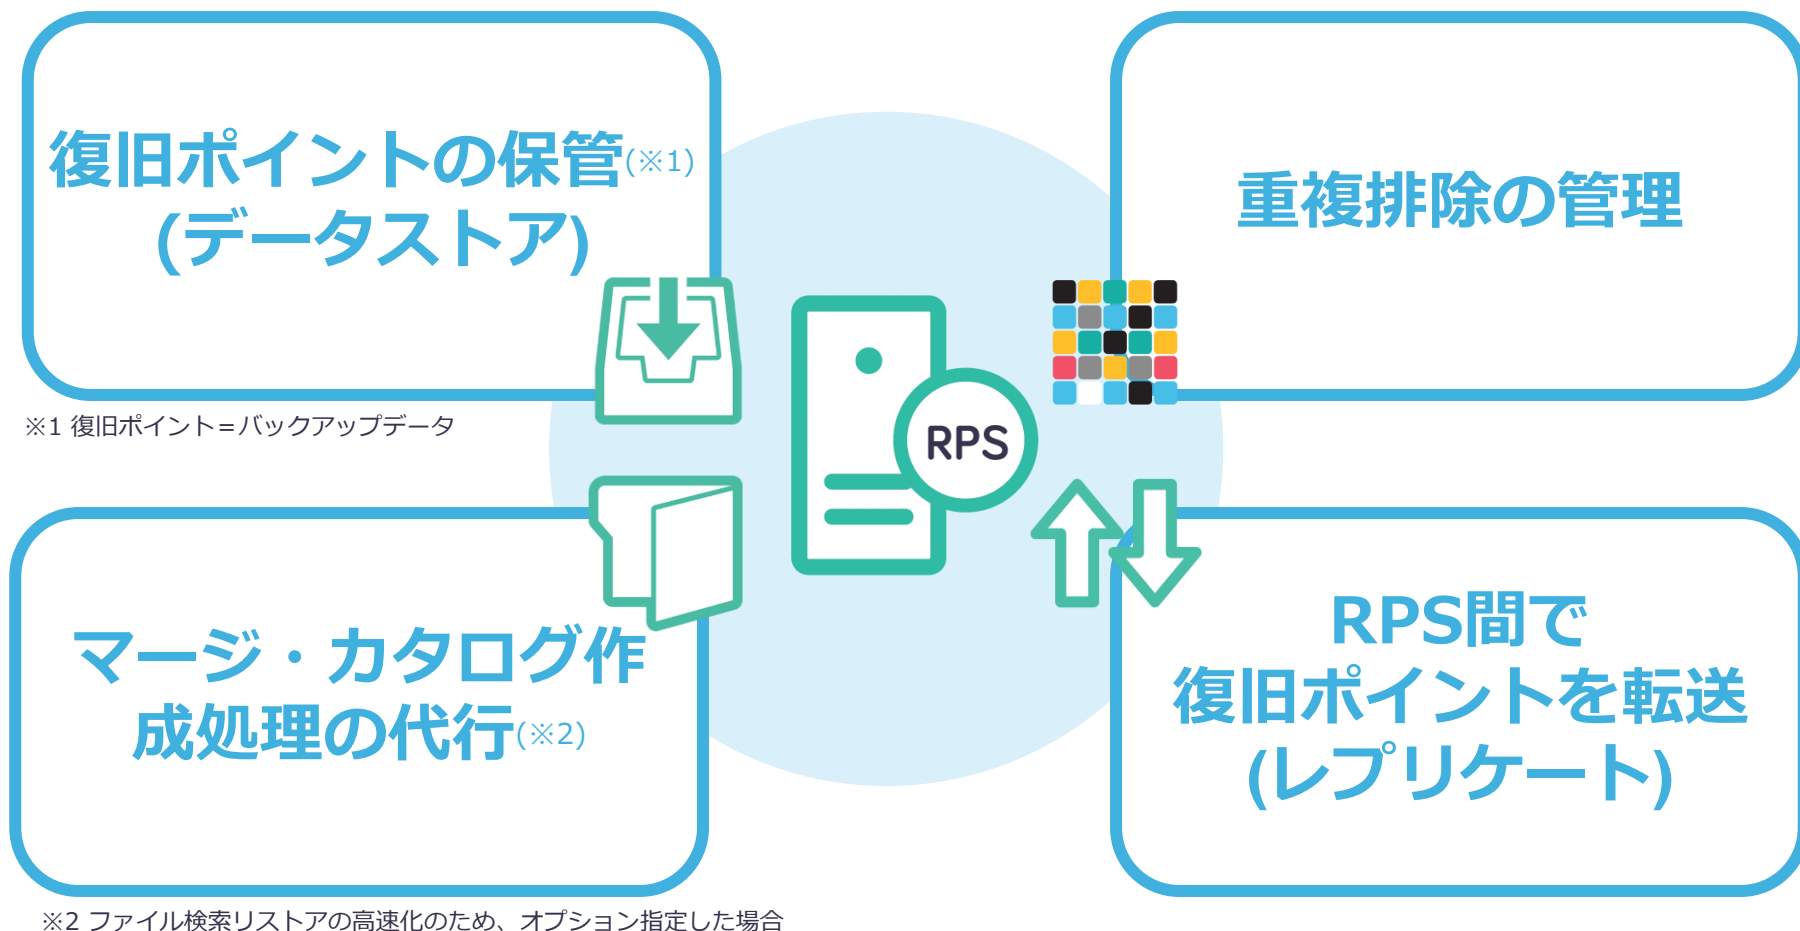 復旧ポイントの保管(※1)
(データストア)
※1 復旧ポイント=バックアップデータ
重複排除の管理
RPS
マージ・カタログ作
成処理の代行(※2)
※2 ファイル検索リストアの高速化のため、オプション指定した場合
RPS間で
復旧ポイントを転送
(レプリケート)